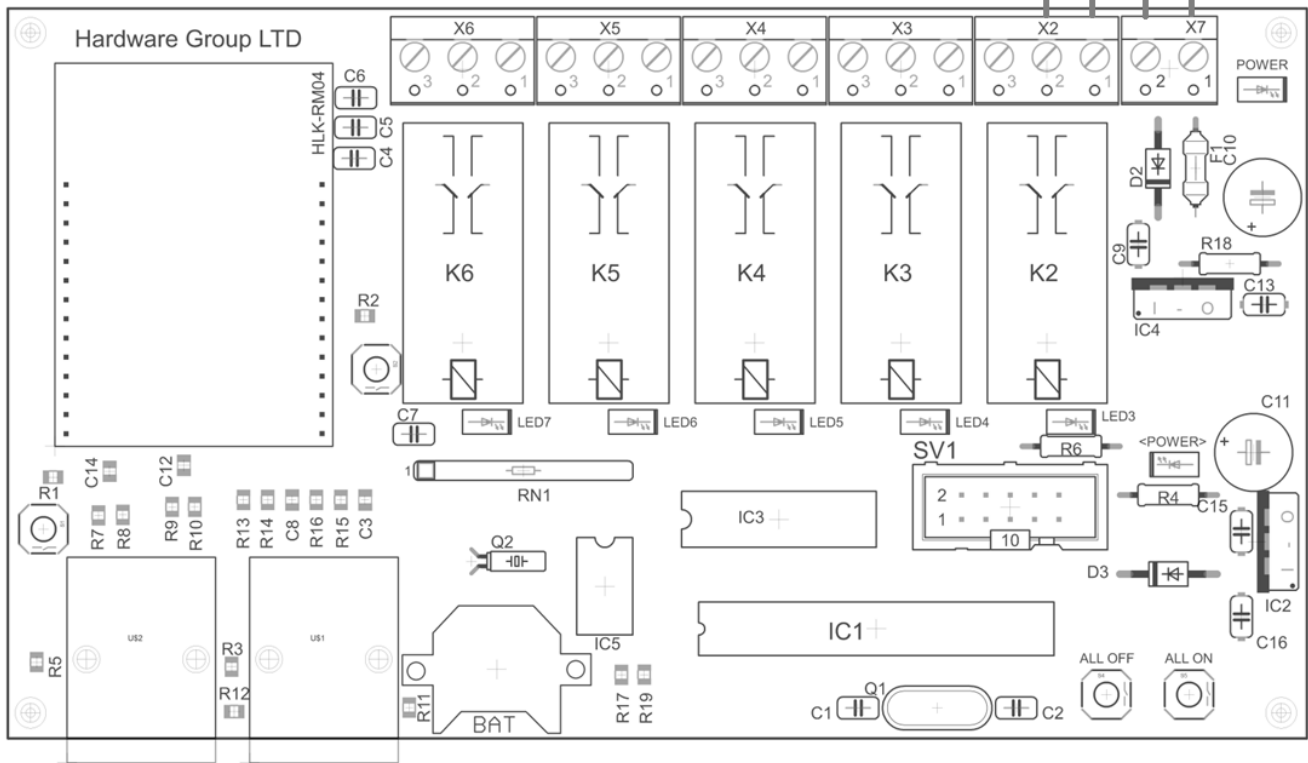 X6 X5 X4 X3 X2 X7
Hardware Group LTD
3 2 1 3 2 1 3 2 1 3 2 1 3 2 1 2 1
POWER
HLK-RM04
C6
C5
C4
D2
F1
C10
+
C9
R18
K6 K5 K4 K3 K2
C13
I - O
IC4
R2
C7
LED7 LED6 LED5 LED4 LED3
C11
+
SV1
R6
<POWER>
1
RN1
R4
C15
2
1
10
IC3
R1
C14
C12
R7
R8
R9
R10
R13
R14
C8
R16
R15
C3
Q2
D3
O - I
IC2
C16
IC5
IC1
U$2
U$1
R5
R3
R12
R11
BAT
R17
R19
ALL OFF
ALL ON
C1
Q1
C2